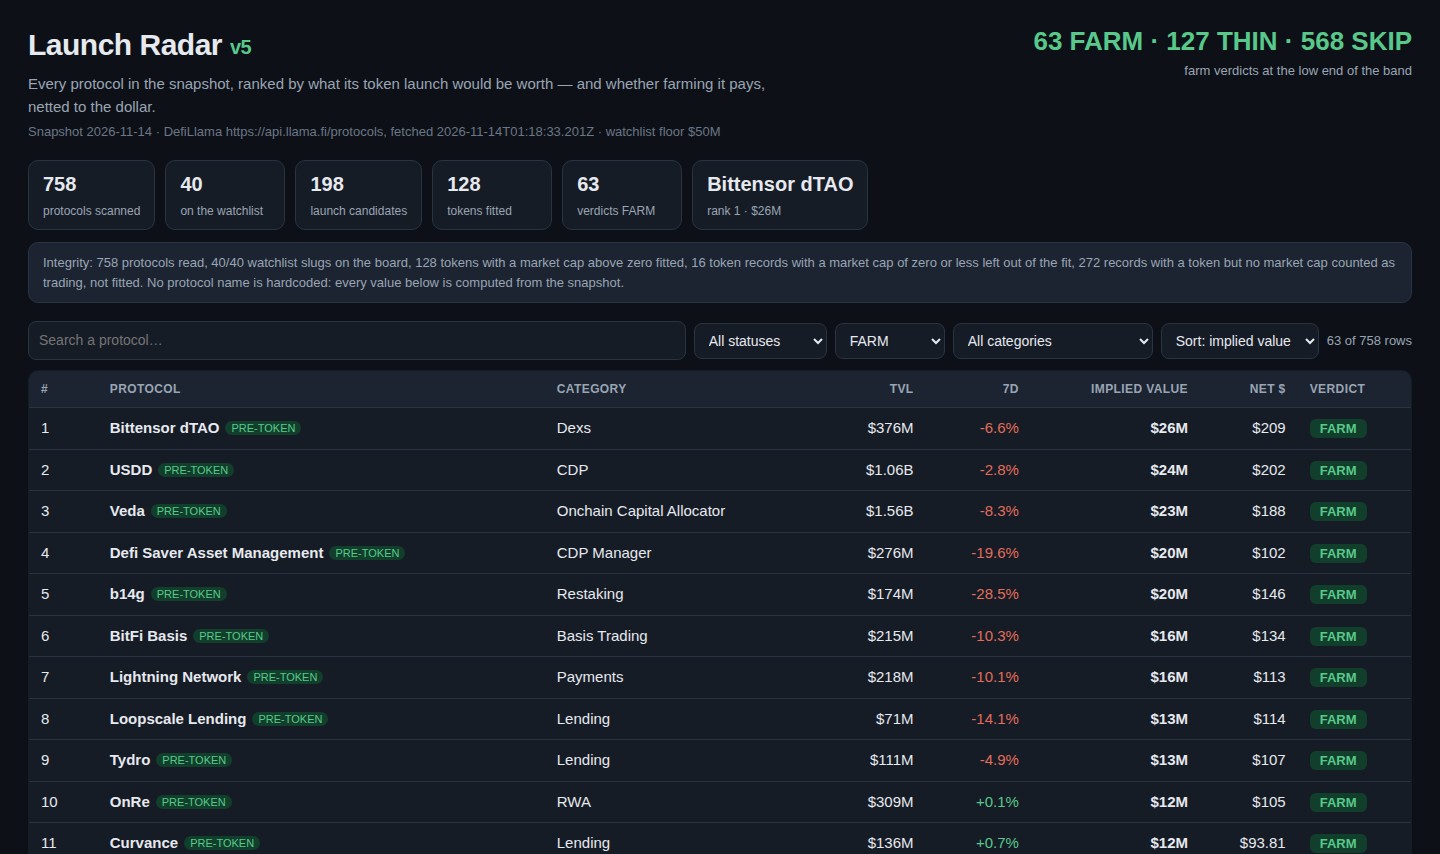 Launch Radar v5
63 FARM · 127 THIN · 568 SKIP
farm verdicts at the low end of the band
Every protocol in the snapshot, ranked by what its token launch would be worth — and whether farming it pays,
netted to the dollar.
Snapshot 2026-11-14 · DefiLlama https://api.llama.fi/protocols, fetched 2026-11-14T01:18:33.201Z · watchlist floor $50M
758 40 198 128 63 Bittensor dTAO
protocols scanned on the watchlist launch candidates tokens fitted verdicts FARM rank 1 · $26M
Integrity: 758 protocols read, 40/40 watchlist slugs on the board, 128 tokens with a market cap above zero fitted, 16 token records with a market cap of zero or less left out of the fit, 272 records with a token but no market cap counted as
trading, not fitted. No protocol name is hardcoded: every value below is computed from the snapshot.
Search a protocol… All statuses FARM All categories Sort: implied value 63 of 758 rows
# PROTOCOL CATEGORY TVL 7D IMPLIED VALUE NET $ VERDICT
1 Bittensor dTAO PRE-TOKEN Dexs $376M -6.6% $26M $209 FARM
2 USDD PRE-TOKEN CDP $1.06B -2.8% $24M $202 FARM
3 Veda PRE-TOKEN Onchain Capital Allocator $1.56B -8.3% $23M $188 FARM
4 Defi Saver Asset Management PRE-TOKEN CDP Manager $276M -19.6% $20M $102 FARM
5 b14g PRE-TOKEN Restaking $174M -28.5% $20M $146 FARM
6 BitFi Basis PRE-TOKEN Basis Trading $215M -10.3% $16M $134 FARM
7 Lightning Network PRE-TOKEN Payments $218M -10.1% $16M $113 FARM
8 Loopscale Lending PRE-TOKEN Lending $71M -14.1% $13M $114 FARM
9 Tydro PRE-TOKEN Lending $111M -4.9% $13M $107 FARM
10 OnRe PRE-TOKEN RWA $309M +0.1% $12M $105 FARM
11 Curvance PRE-TOKEN Lending $136M +0.7% $12M $93.81 FARM